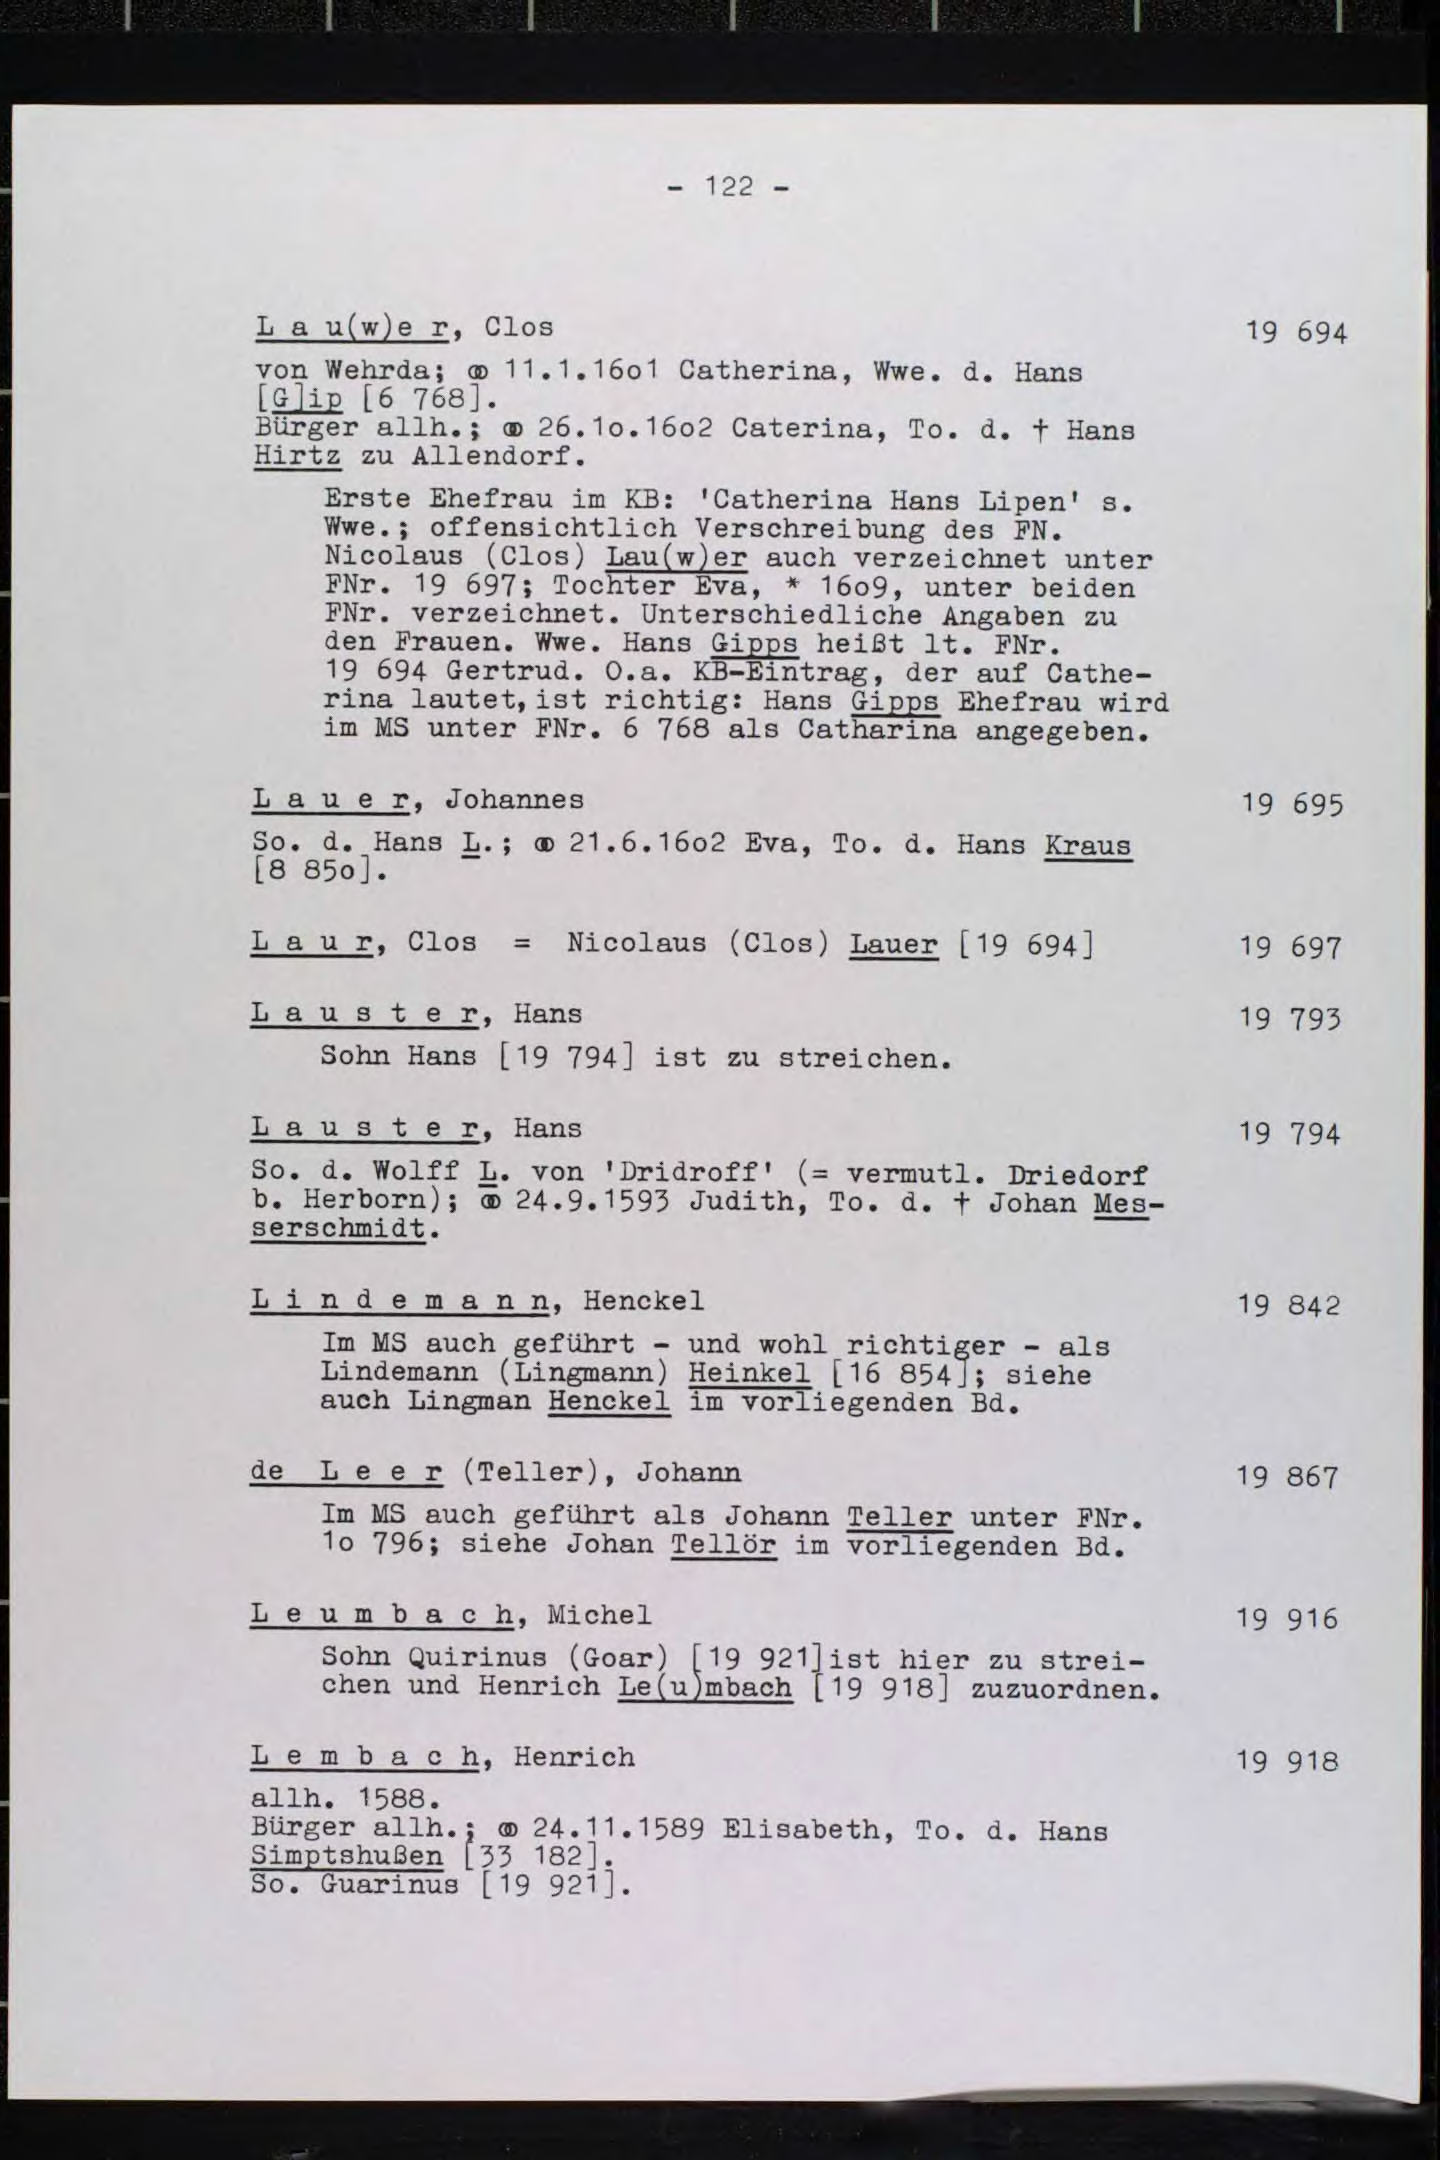 - 122 -
L a u(w)e r, Clos 19 694
von Wehrda; ⚭ 11.1.16o1 Catherina, Wwe. d. Hans
[G]ip [6 768].
Bürger allh.; ⚭ 26.1o.16o2 Caterina, To. d. † Hans
Hirtz zu Allendorf.
Erste Ehefrau im KB: 'Catherina Hans Lipen' s.
Wwe.; offensichtlich Verschreibung des FN.
Nicolaus (Clos) Lau(w)er auch verzeichnet unter
FNr. 19 697; Tochter Eva, * 16o9, unter beiden
FNr. verzeichnet. Unterschiedliche Angaben zu
den Frauen. Wwe. Hans Gipps heißt lt. FNr.
19 694 Gertrud. O.a. KB-Eintrag, der auf Cathe-
rina lautet, ist richtig: Hans Gipps Ehefrau wird
im MS unter FNr. 6 768 als Catharina angegeben.
L a u e r, Johannes 19 695
So. d. Hans L.; ⚭ 21.6.16o2 Eva, To. d. Hans Kraus
[8 85o].
L a u r, Clos = Nicolaus (Clos) Lauer [19 694] 19 697
L a u s t e r, Hans 19 793
Sohn Hans [19 794] ist zu streichen.
L a u s t e r, Hans 19 794
So. d. Wolff L. von 'Dridroff' (= vermutl. Driedorf
b. Herborn); ⚭ 24.9.1593 Judith, To. d. † Johan Mes-
serschmidt.
L i n d e m a n n, Henckel 19 842
Im MS auch geführt - und wohl richtiger - als
Lindemann (Lingmann) Heinkel [16 854]; siehe
auch Lingman Henckel im vorliegenden Bd.
de L e e r (Teller), Johann 19 867
Im MS auch geführt als Johann Teller unter FNr.
1o 796; siehe Johan Tellör im vorliegenden Bd.
L e u m b a c h, Michel 19 916
Sohn Quirinus (Goar) [19 921]ist hier zu strei-
chen und Henrich Le(u)mbach [19 918] zuzuordnen.
L e m b a c h, Henrich 19 918
allh. 1588.
Bürger allh.; ⚭ 24.11.1589 Elisabeth, To. d. Hans
Simptshußen [33 182].
So. Guarinus [19 921].